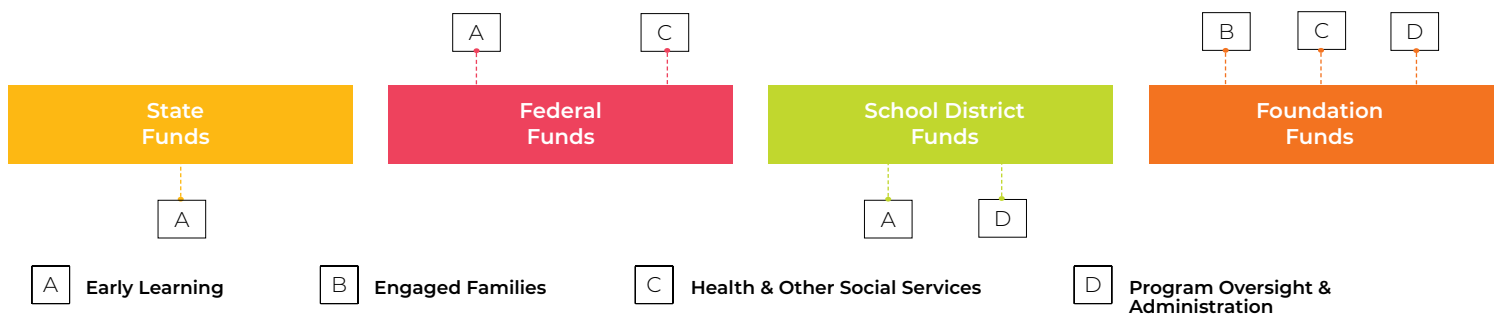 A
C
B
C
D
State
Funds
Federal
Funds
School District
Funds
Foundation
Funds
A
A
D
A Early Learning
B Engaged Families
C Health & Other Social Services
D Program Oversight &
Administration